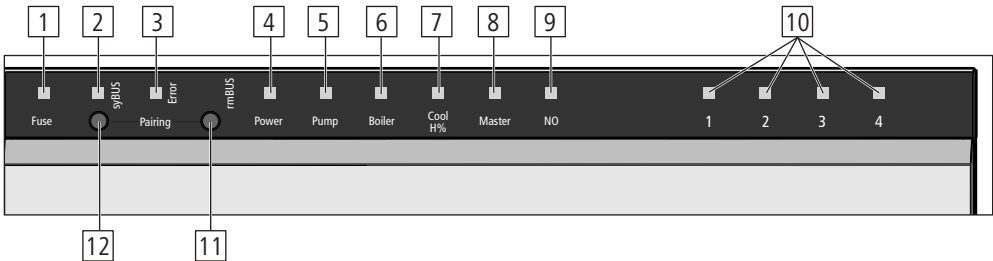 1 2 3 4 5 6 7 8 9 10
syBUS Error rmBUS
Fuse Pairing Power Pump Boiler Cool H% Master NO 1 2 3 4
12 11